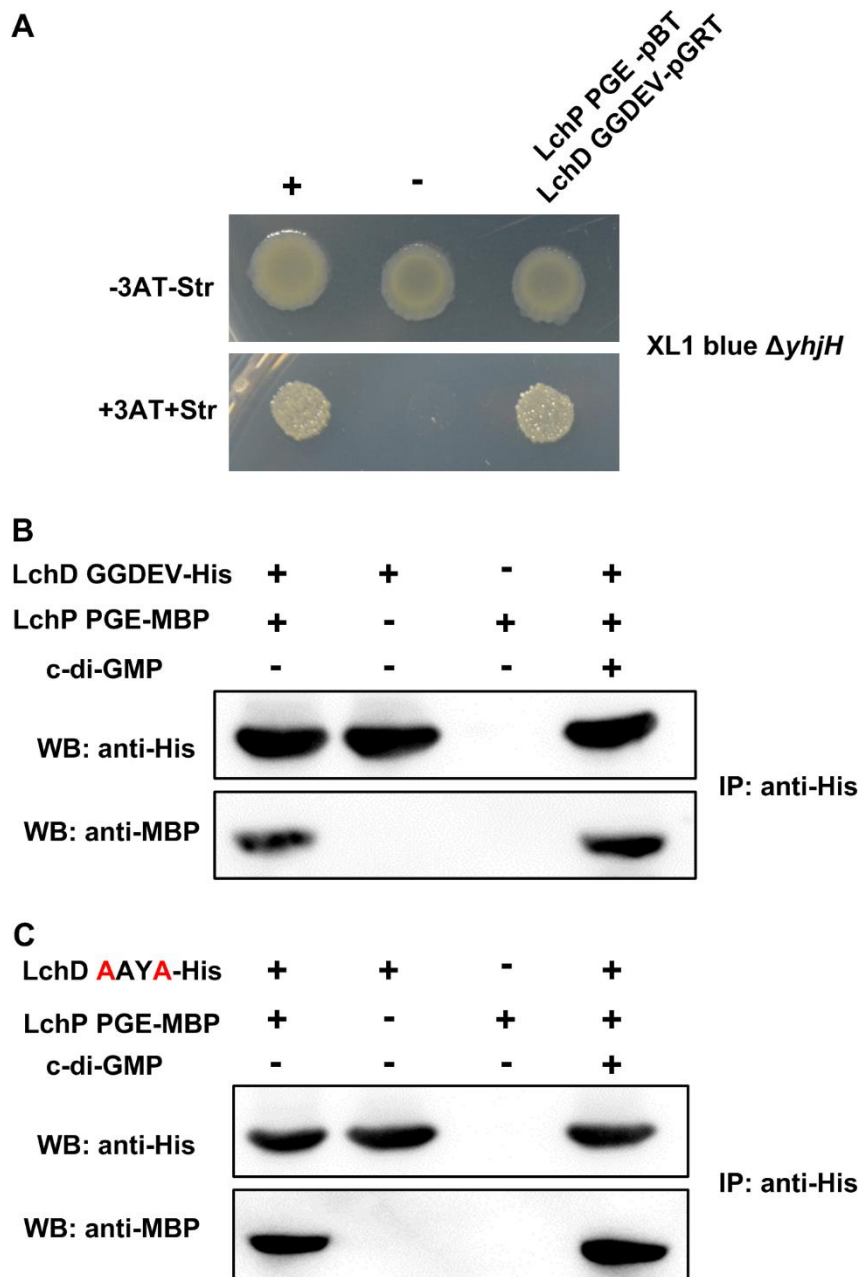 A
LchP PGE -pBT
LchD GGDEV-pGRT
+ -
-3AT-Str
+3AT+Str
XL1 blue ΔyhjH
B
LchD GGDEV-His + + - +
LchP PGE-MBP + - + +
c-di-GMP - - - +
WB: anti-His
WB: anti-MBP
IP: anti-His
C
LchD AAYA-His + + - +
LchP PGE-MBP + - + +
c-di-GMP - - - +
WB: anti-His
WB: anti-MBP
IP: anti-His